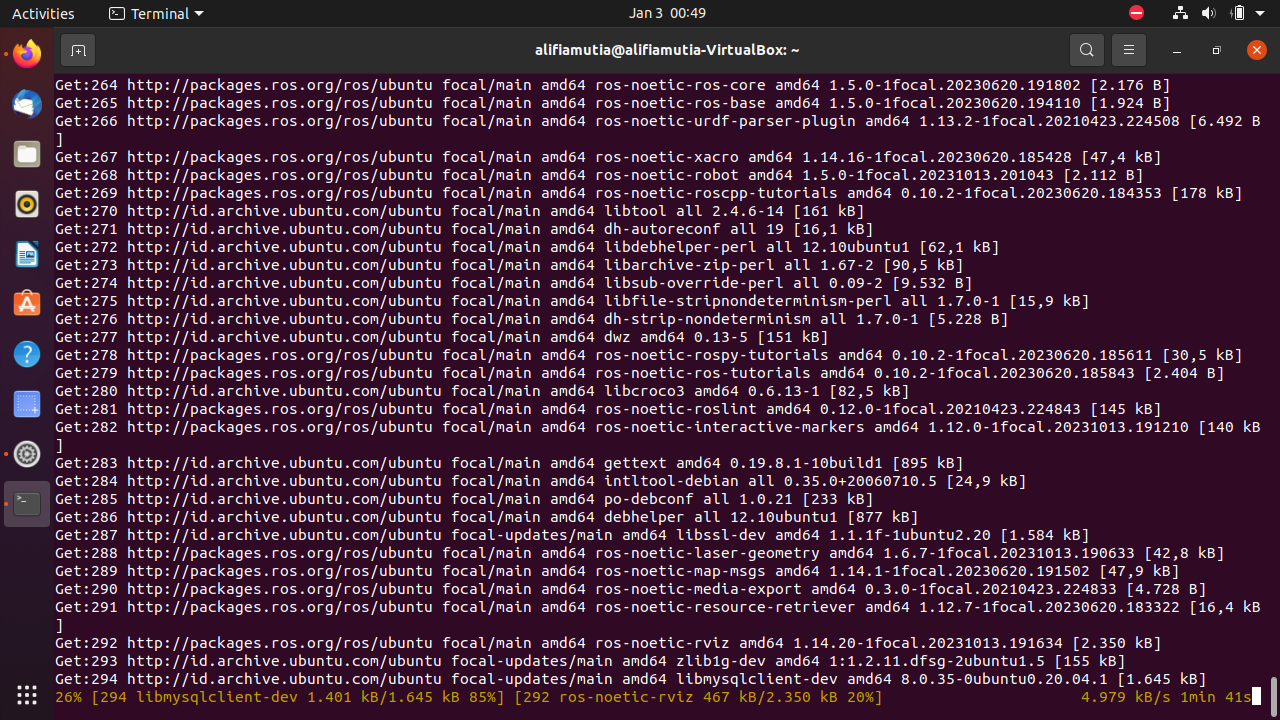 Activities
Terminal
Jan 3 00:49
alifiamutia@alifiamutia-VirtualBox: ~
Get:264 http://packages.ros.org/ros/ubuntu focal/main amd64 ros-noetic-ros-core amd64 1.5.0-1focal.20230620.191802 [2.176 B]
Get:265 http://packages.ros.org/ros/ubuntu focal/main amd64 ros-noetic-ros-base amd64 1.5.0-1focal.20230620.194110 [1.924 B]
Get:266 http://packages.ros.org/ros/ubuntu focal/main amd64 ros-noetic-urdf-parser-plugin amd64 1.13.2-1focal.20210423.224508 [6.492 B
]
Get:267 http://packages.ros.org/ros/ubuntu focal/main amd64 ros-noetic-xacro amd64 1.14.16-1focal.20230620.185428 [47,4 kB]
Get:268 http://packages.ros.org/ros/ubuntu focal/main amd64 ros-noetic-robot amd64 1.5.0-1focal.20231013.201043 [2.112 B]
Get:269 http://packages.ros.org/ros/ubuntu focal/main amd64 ros-noetic-roscpp-tutorials amd64 0.10.2-1focal.20230620.184353 [178 kB]
Get:270 http://id.archive.ubuntu.com/ubuntu focal/main amd64 libtool all 2.4.6-14 [161 kB]
Get:271 http://id.archive.ubuntu.com/ubuntu focal/main amd64 dh-autoreconf all 19 [16,1 kB]
Get:272 http://id.archive.ubuntu.com/ubuntu focal/main amd64 libdebhelper-perl all 12.10ubuntu1 [62,1 kB]
Get:273 http://id.archive.ubuntu.com/ubuntu focal/main amd64 libarchive-zip-perl all 1.67-2 [90,5 kB]
Get:274 http://id.archive.ubuntu.com/ubuntu focal/main amd64 libsub-override-perl all 0.09-2 [9.532 B]
Get:275 http://id.archive.ubuntu.com/ubuntu focal/main amd64 libfile-stripnondeterminism-perl all 1.7.0-1 [15,9 kB]
Get:276 http://id.archive.ubuntu.com/ubuntu focal/main amd64 dh-strip-nondeterminism all 1.7.0-1 [5.228 B]
Get:277 http://id.archive.ubuntu.com/ubuntu focal/main amd64 dwz amd64 0.13-5 [151 kB]
Get:278 http://packages.ros.org/ros/ubuntu focal/main amd64 ros-noetic-rospy-tutorials amd64 0.10.2-1focal.20230620.185611 [30,5 kB]
Get:279 http://packages.ros.org/ros/ubuntu focal/main amd64 ros-noetic-ros-tutorials amd64 0.10.2-1focal.20230620.185843 [2.404 B]
Get:280 http://id.archive.ubuntu.com/ubuntu focal/main amd64 libcroco3 amd64 0.6.13-1 [82,5 kB]
Get:281 http://packages.ros.org/ros/ubuntu focal/main amd64 ros-noetic-roslint amd64 0.12.0-1focal.20210423.224843 [145 kB]
Get:282 http://packages.ros.org/ros/ubuntu focal/main amd64 ros-noetic-interactive-markers amd64 1.12.0-1focal.20231013.191210 [140 kB
]
Get:283 http://id.archive.ubuntu.com/ubuntu focal/main amd64 gettext amd64 0.19.8.1-10build1 [895 kB]
Get:284 http://id.archive.ubuntu.com/ubuntu focal/main amd64 intltool-debian all 0.35.0+20060710.5 [24,9 kB]
Get:285 http://id.archive.ubuntu.com/ubuntu focal/main amd64 po-debconf all 1.0.21 [233 kB]
Get:286 http://id.archive.ubuntu.com/ubuntu focal/main amd64 debhelper all 12.10ubuntu1 [877 kB]
Get:287 http://id.archive.ubuntu.com/ubuntu focal-updates/main amd64 libssl-dev amd64 1.1.1f-1ubuntu2.20 [1.584 kB]
Get:288 http://packages.ros.org/ros/ubuntu focal/main amd64 ros-noetic-laser-geometry amd64 1.6.7-1focal.20231013.190633 [42,8 kB]
Get:289 http://packages.ros.org/ros/ubuntu focal/main amd64 ros-noetic-map-msgs amd64 1.14.1-1focal.20230620.191502 [47,9 kB]
Get:290 http://packages.ros.org/ros/ubuntu focal/main amd64 ros-noetic-media-export amd64 0.3.0-1focal.20210423.224833 [4.728 B]
Get:291 http://packages.ros.org/ros/ubuntu focal/main amd64 ros-noetic-resource-retriever amd64 1.12.7-1focal.20230620.183322 [16,4 kB
]
Get:292 http://packages.ros.org/ros/ubuntu focal/main amd64 ros-noetic-rviz amd64 1.14.20-1focal.20231013.191634 [2.350 kB]
Get:293 http://id.archive.ubuntu.com/ubuntu focal-updates/main amd64 zlib1g-dev amd64 1:1.2.11.dfsg-2ubuntu1.5 [155 kB]
Get:294 http://id.archive.ubuntu.com/ubuntu focal-updates/main amd64 libmysqlclient-dev amd64 8.0.35-0ubuntu0.20.04.1 [1.645 kB]
26% [294 libmysqlclient-dev 1.401 kB/1.645 kB 85%] [292 ros-noetic-rviz 467 kB/2.350 kB 20%] 4.979 kB/s 1min 41s